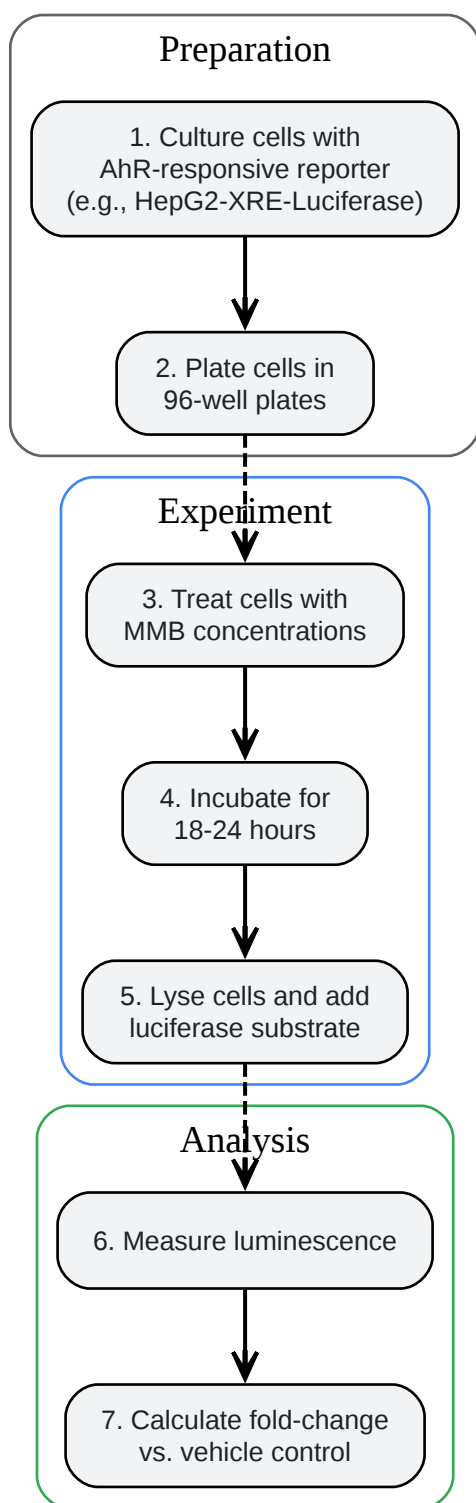 Preparation
1. Culture cells with
AhR-responsive reporter
(e.g., HepG2-XRE-Luciferase)
2. Plate cells in
96-well plates
Experiment
3. Treat cells with
MMB concentrations
4. Incubate for
18-24 hours
5. Lyse cells and add
luciferase substrate
Analysis
6. Measure luminescence
7. Calculate fold-change
vs. vehicle control